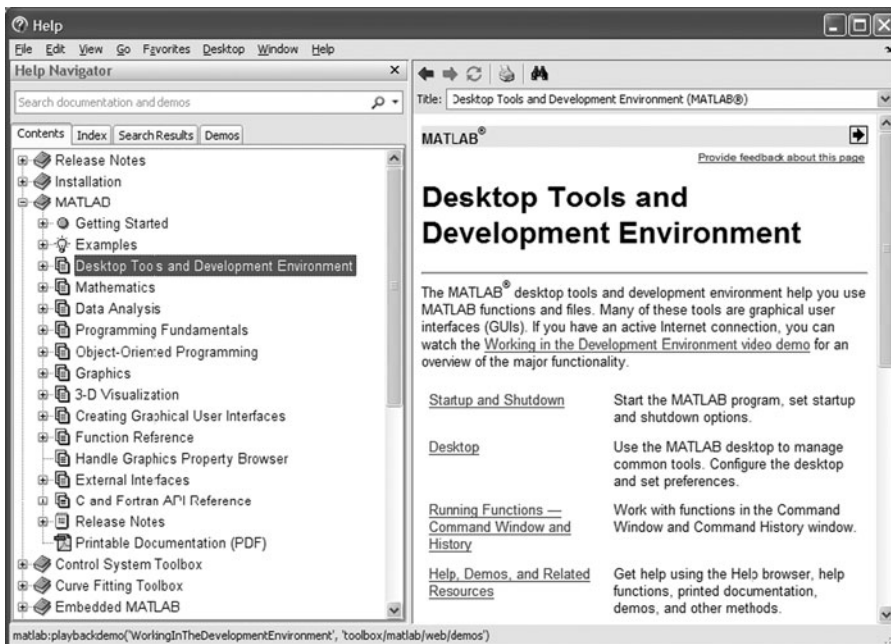 Help
File Edit View Go Favorites Desktop Window Help
Help Navigator
Search documentation and demos
Contents Index Search Results Demos
Release Notes
Installation
MATLAB
Getting Started
Examples
Desktop Tools and Development Environment
Mathematics
Data Analysis
Programming Fundamentals
Object-Oriented Programming
Graphics
3-D Visualization
Creating Graphical User Interfaces
Function Reference
Handle Graphics Property Browser
External Interfaces
C and Fortran API Reference
Release Notes
Printable Documentation (PDF)
Control System Toolbox
Curve Fitting Toolbox
Embedded MATLAB
Title: Desktop Tools and Development Environment (MATLAB®)
MATLAB®
Provide feedback about this page
Desktop Tools and
Development Environment
The MATLAB® desktop tools and development environment help you use
MATLAB functions and files. Many of these tools are graphical user
interfaces (GUIs). If you have an active Internet connection, you can
watch the Working in the Development Environment video demo for an
overview of the major functionality.
Startup and Shutdown
Start the MATLAB program, set startup
and shutdown options.
Desktop
Use the MATLAB desktop to manage
common tools. Configure the desktop
and set preferences.
Running Functions —
Command Window and
History
Work with functions in the Command
Window and Command History window.
Help, Demos, and Related
Resources
Get help using the Help browser, help
functions, printed documentation,
demos, and other methods.
matlab:playbackdemo('WorkingInTheDevelopmentEnvironment', 'toolbox/matlab/web/demos')